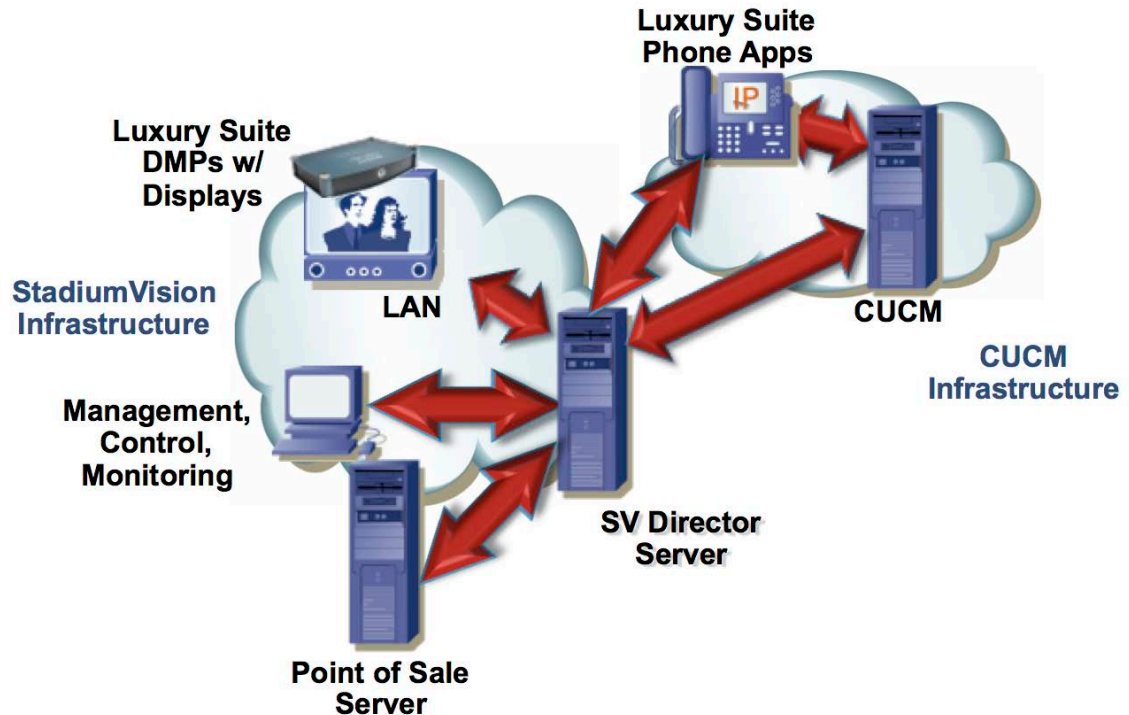 Luxury Suite
Phone Apps
IP
Luxury Suite
DMPs w/
Displays
StadiumVision
Infrastructure
LAN
CUCM
CUCM
Infrastructure
Management,
Control,
Monitoring
SV Director
Server
Point of Sale
Server